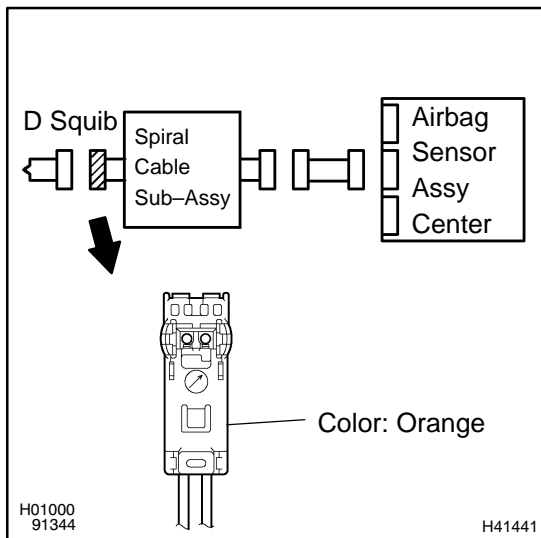 D Squib
Spiral
Cable
Sub–Assy
Airbag
Sensor
Assy
Center
Color: Orange
H01000
91344
H41441